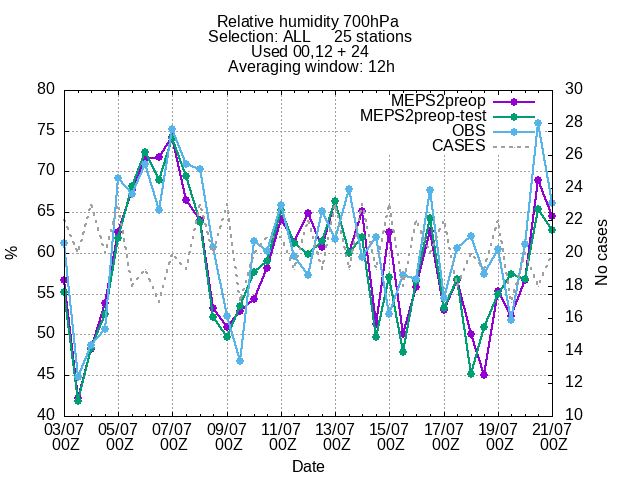 Relative humidity 700hPa
Selection: ALL 25 stations
Used 00,12 + 24
Averaging window: 12h
MEPS2preop
MEPS2preop-test
OBS
CASES
80
75
70
65
60
55
50
45
40
%
30
28
26
24
22
20
18
16
14
12
10
No cases
03/07 05/07 07/07 09/07 11/07 13/07 15/07 17/07 19/07 21/07
00Z 00Z 00Z 00Z 00Z 00Z 00Z 00Z 00Z 00Z
Date